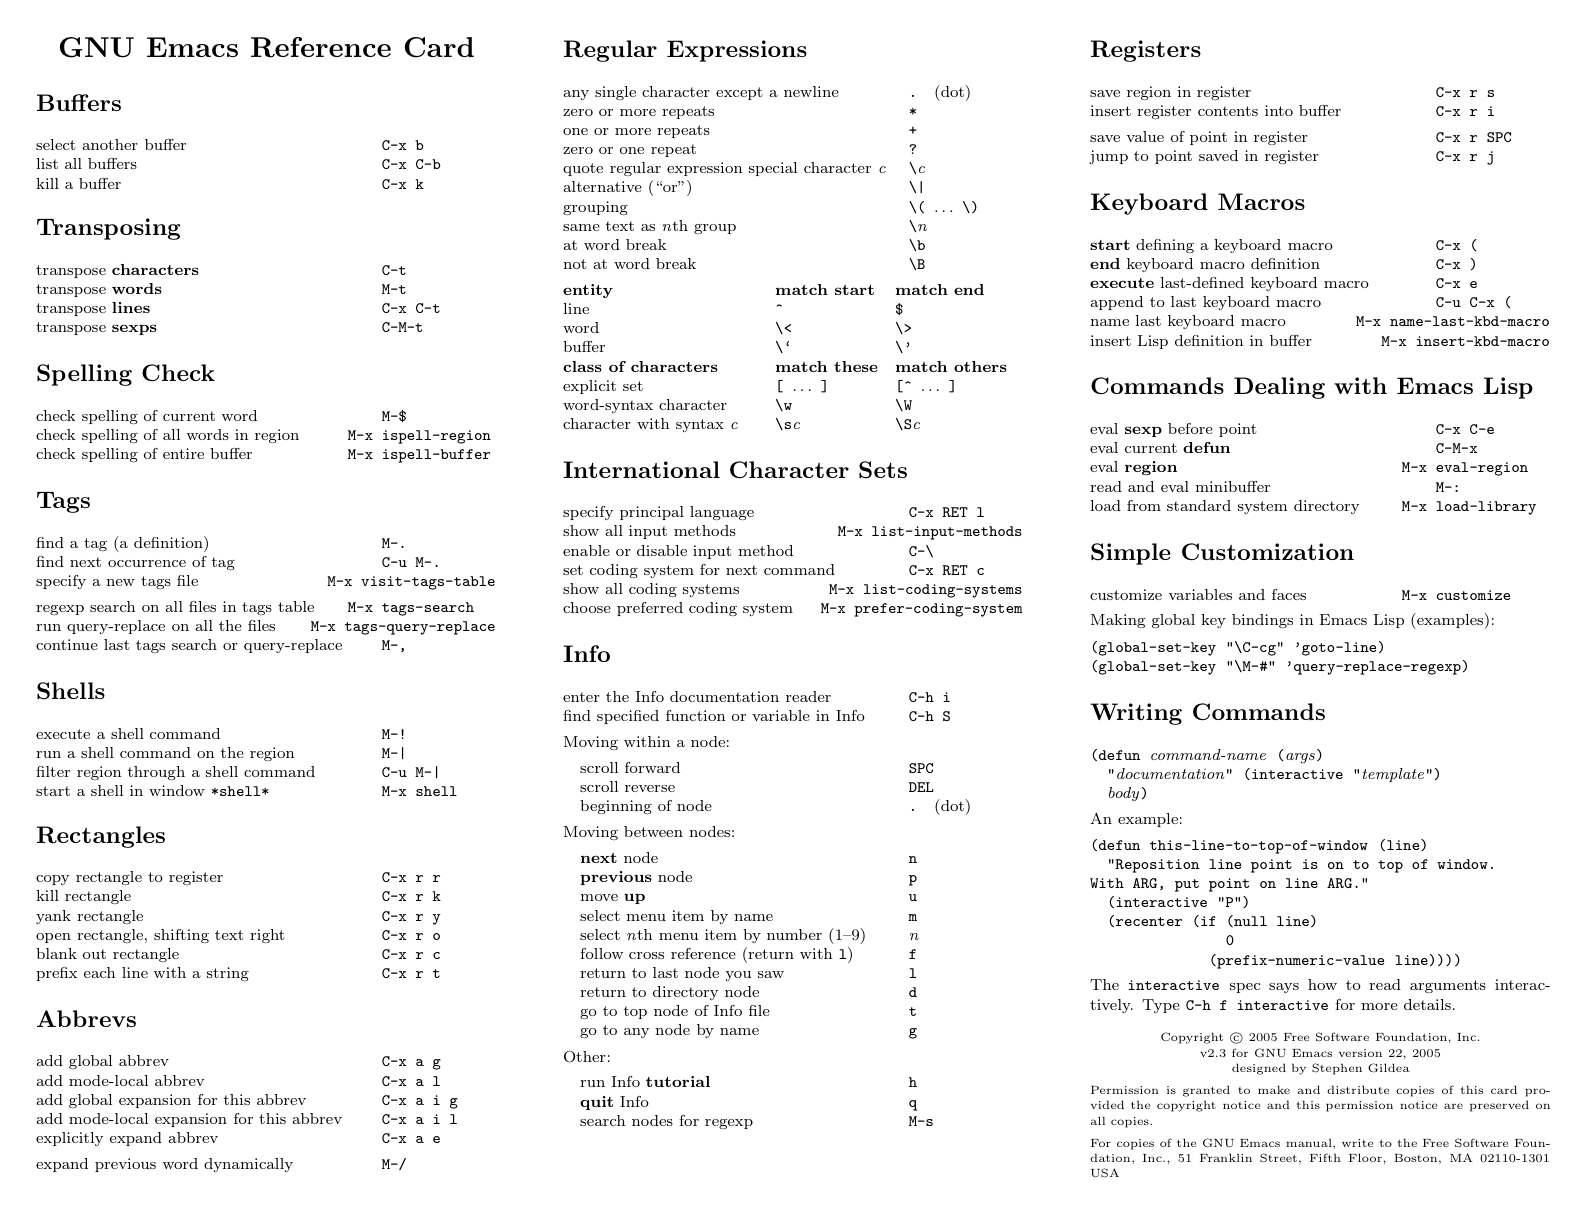 GNU Emacs Reference Card
Buffers
select another buffer C-x b
list all buffers C-x C-b
kill a buffer C-x k
Transposing
transpose characters C-t
transpose words M-t
transpose lines C-x C-t
transpose sexps C-M-t
Spelling Check
check spelling of current word M-$
check spelling of all words in region M-x ispell-region
check spelling of entire buffer M-x ispell-buffer
Tags
find a tag (a definition) M-.
find next occurrence of tag C-u M-.
specify a new tags file M-x visit-tags-table
regexp search on all files in tags table M-x tags-search
run query-replace on all the files M-x tags-query-replace
continue last tags search or query-replace M-,
Shells
execute a shell command M-!
run a shell command on the region M-|
filter region through a shell command C-u M-|
start a shell in window *shell* M-x shell
Rectangles
copy rectangle to register C-x r r
kill rectangle C-x r k
yank rectangle C-x r y
open rectangle, shifting text right C-x r o
blank out rectangle C-x r c
prefix each line with a string C-x r t
Abbrevs
add global abbrev C-x a g
add mode-local abbrev C-x a l
add global expansion for this abbrev C-x a i g
add mode-local expansion for this abbrev C-x a i l
explicitly expand abbrev C-x a e
expand previous word dynamically M-/
Regular Expressions
any single character except a newline . (dot)
zero or more repeats *
one or more repeats +
zero or one repeat ?
quote regular expression special character c \c
alternative (“or”) \|
grouping \( ... \)
same text as nth group \n
at word break \b
not at word break \B
entity match start match end
line ^ $
word \< \>
buffer \‘ \’
class of characters match these match others
explicit set [ ... ] [^ ... ]
word-syntax character \w \W
character with syntax c \sc \Sc
International Character Sets
specify principal language C-x RET l
show all input methods M-x list-input-methods
enable or disable input method C-\
set coding system for next command C-x RET c
show all coding systems M-x list-coding-systems
choose preferred coding system M-x prefer-coding-system
Info
enter the Info documentation reader C-h i
find specified function or variable in Info C-h S
Moving within a node:
scroll forward SPC
scroll reverse DEL
beginning of node . (dot)
Moving between nodes:
next node n
previous node p
move up u
select menu item by name m
select nth menu item by number (1–9) n
follow cross reference (return with l) f
return to last node you saw l
return to directory node d
go to top node of Info file t
go to any node by name g
Other:
run Info tutorial h
quit Info q
search nodes for regexp M-s
Registers
save region in register C-x r s
insert register contents into buffer C-x r i
save value of point in register C-x r SPC
jump to point saved in register C-x r j
Keyboard Macros
start defining a keyboard macro C-x (
end keyboard macro definition C-x )
execute last-defined keyboard macro C-x e
append to last keyboard macro C-u C-x (
name last keyboard macro M-x name-last-kbd-macro
insert Lisp definition in buffer M-x insert-kbd-macro
Commands Dealing with Emacs Lisp
eval sexp before point C-x C-e
eval current defun C-M-x
eval region M-x eval-region
read and eval minibuffer M-:
load from standard system directory M-x load-library
Simple Customization
customize variables and faces M-x customize
Making global key bindings in Emacs Lisp (examples):
(global-set-key "\C-cg" ’goto-line)
(global-set-key "\M-#" ’query-replace-regexp)
Writing Commands
(defun command-name (args)
"documentation" (interactive "template")
body)
An example:
(defun this-line-to-top-of-window (line)
"Reposition line point is on to top of window.
With ARG, put point on line ARG."
(interactive "P")
(recenter (if (null line)
0
(prefix-numeric-value line))))
The interactive spec says how to read arguments interac-
tively. Type C-h f interactive for more details.
Copyright © 2005 Free Software Foundation, Inc.
v2.3 for GNU Emacs version 22, 2005
designed by Stephen Gildea
Permission is granted to make and distribute copies of this card pro-
vided the copyright notice and this permission notice are preserved on
all copies.
For copies of the GNU Emacs manual, write to the Free Software Foun-
dation, Inc., 51 Franklin Street, Fifth Floor, Boston, MA 02110-1301
USA